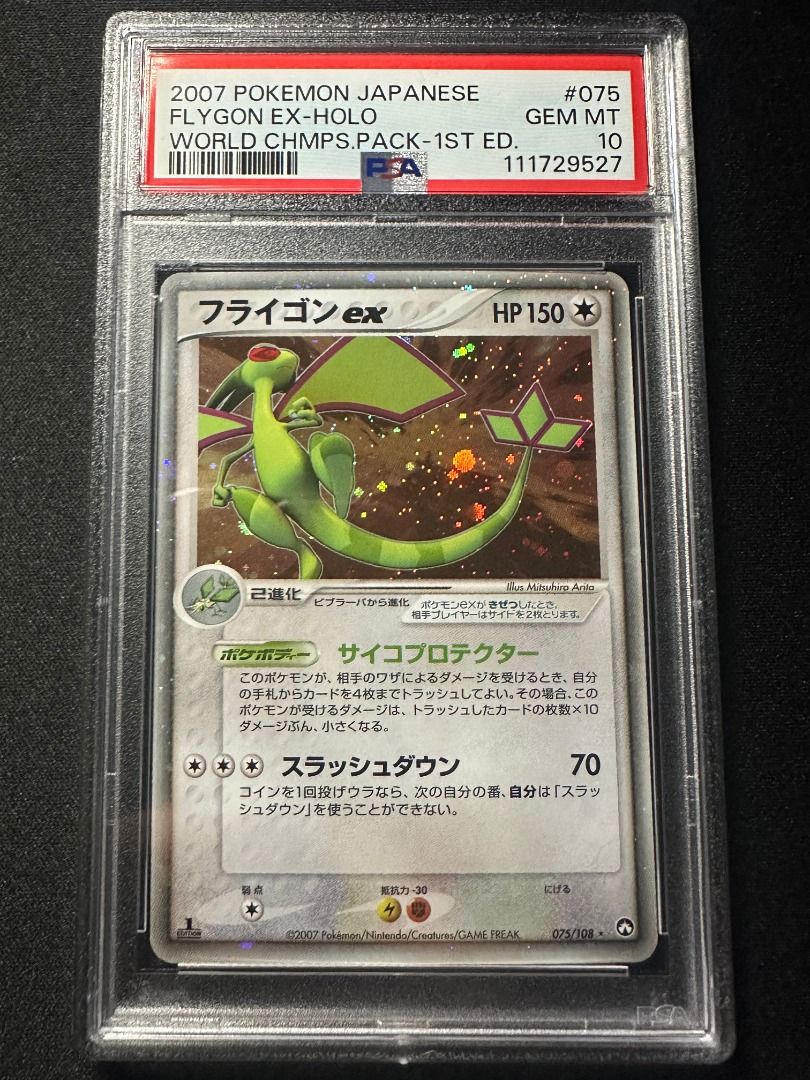 2007 POKEMON JAPANESE #075
FLYGON EX-HOLO GEM MT
WORLD CHMPS.PACK-1ST ED. 10
PSA 111729527
フライゴンex HP 150
Illus. Mitsuhiro Arita
己進化 ビブラーバから進化 ポケモンexがきぜつしたとき、
相手プレイヤーはサイドを2枚とります。
ポケボディー サイコプロテクター
このポケモンが、相手のワザによるダメージを受けるとき、自分
の手札からカードを4枚までトラッシュしてよい。その場合、この
ポケモンが受けるダメージは、トラッシュしたカードの枚数×10
ダメージぶん、小さくなる。
スラッシュダウン 70
コインを1回投げウラなら、次の自分の番、自分は「スラッ
シュダウン」を使うことができない。
弱点 抵抗力 -30 にげる
1 EDITION ©2007 Pokémon/Nintendo/Creatures/GAME FREAK 075/108 ★
PSA